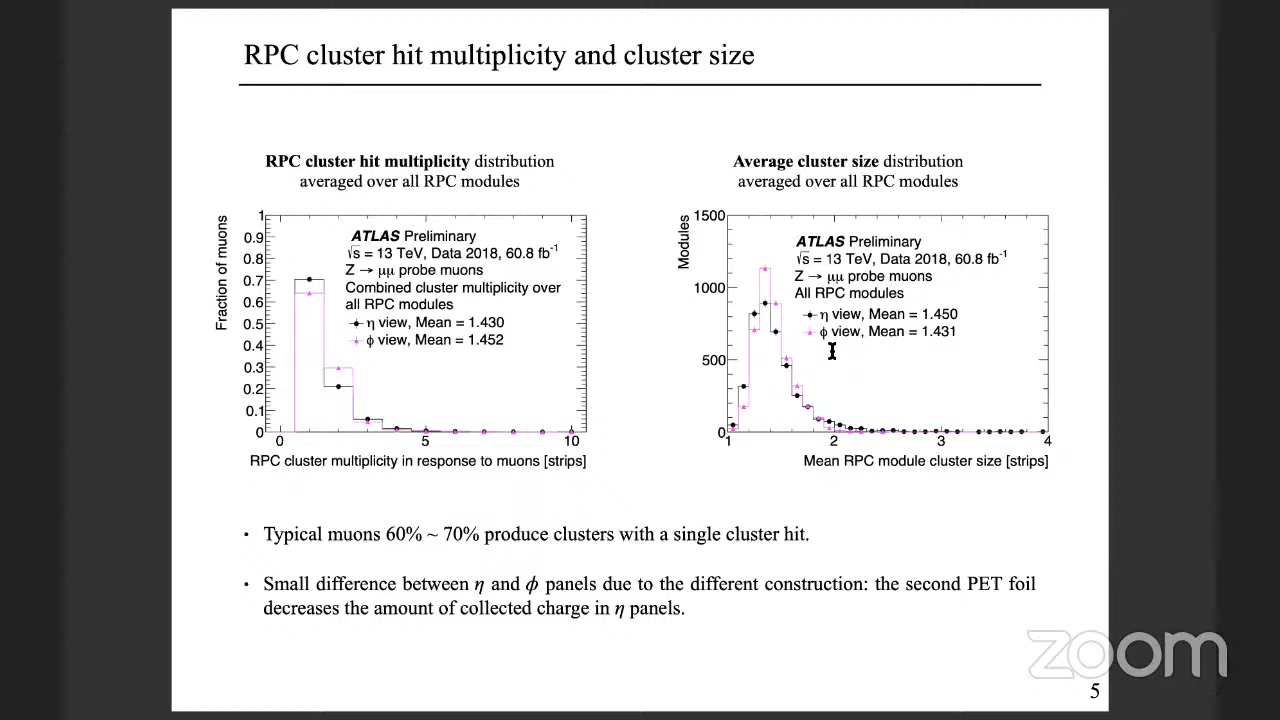 RPC cluster hit multiplicity and cluster size
RPC cluster hit multiplicity distribution
averaged over all RPC modules
Fraction of muons
1
0.9
0.8
0.7
0.6
0.5
0.4
0.3
0.2
0.1
0
0 5 10
ATLAS Preliminary
√s = 13 TeV, Data 2018, 60.8 fb⁻¹
Z → μμ probe muons
Combined cluster multiplicity over
all RPC modules
η view, Mean = 1.430
ϕ view, Mean = 1.452
RPC cluster multiplicity in response to muons [strips]
Average cluster size distribution
averaged over all RPC modules
Modules
1500
1000
500
0
1 2 3 4
ATLAS Preliminary
√s = 13 TeV, Data 2018, 60.8 fb⁻¹
Z → μμ probe muons
All RPC modules
η view, Mean = 1.450
ϕ view, Mean = 1.431
Mean RPC module cluster size [strips]
• Typical muons 60% ~ 70% produce clusters with a single cluster hit.
• Small difference between η and ϕ panels due to the different construction: the second PET foil
decreases the amount of collected charge in η panels.
zoom
5